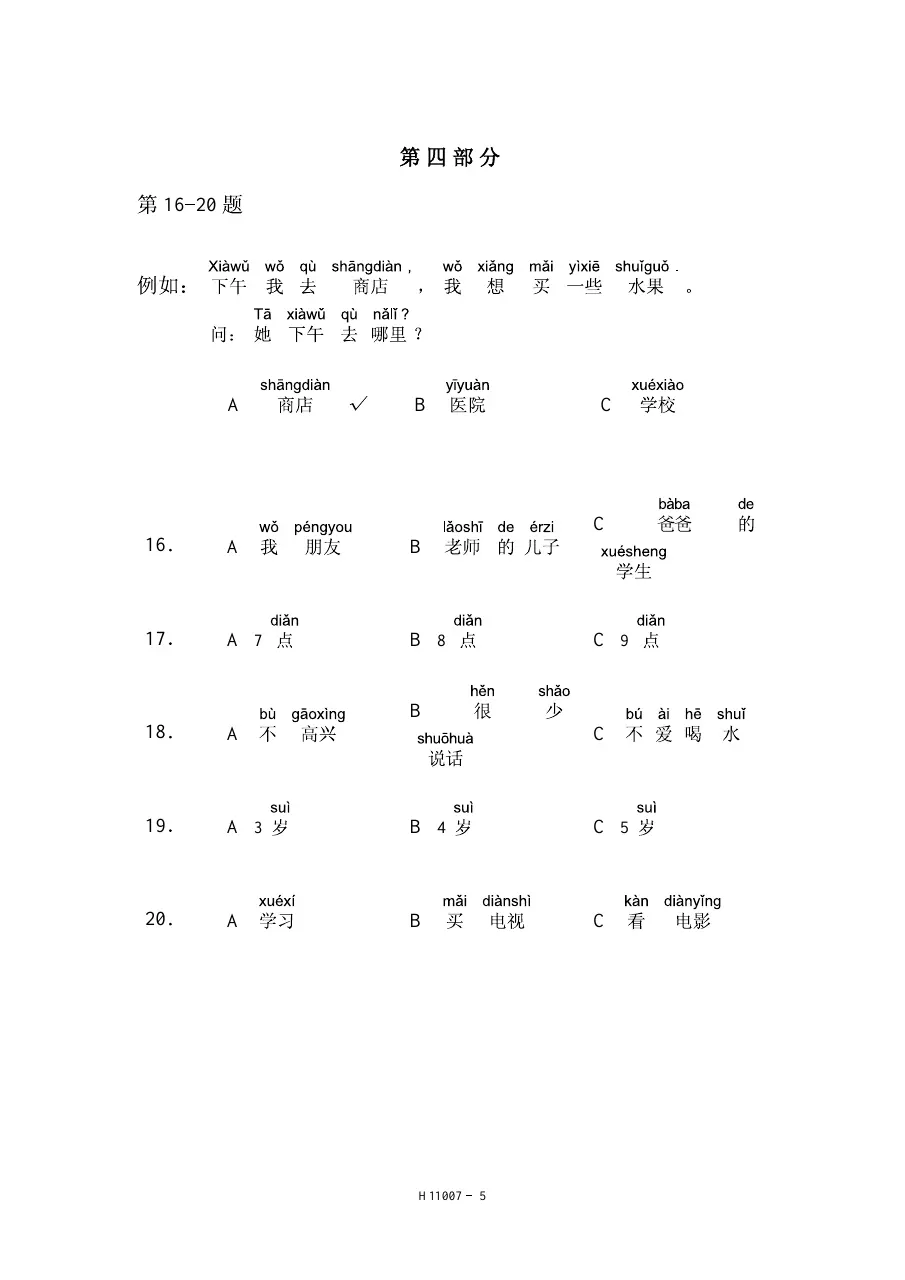 第四部分
第 16-20 题
Xiàwǔ wǒ qù shāngdiàn, wǒ xiǎng mǎi yìxiē shuǐguǒ.
例如: 下午 我 去 商店 , 我 想 买 一些 水果 。
Tā xiàwǔ qù nǎlǐ?
问: 她 下午 去 哪里?
shāngdiàn yīyuàn xuéxiào
A 商店 √ B 医院 C 学校
wǒ péngyou lǎoshī de érzi bàba de
16. A 我 朋友 B 老师 的 儿子 C 爸爸 的
xuésheng
学生
diǎn diǎn diǎn
17. A 7 点 B 8 点 C 9 点
bù gāoxìng hěn shǎo bú ài hē shuǐ
18. A 不 高兴 B 很 少 C 不 爱 喝 水
shuōhuà
说话
suì suì suì
19. A 3 岁 B 4 岁 C 5 岁
xuéxí mǎi diànshì kàn diànyǐng
20. A 学习 B 买 电视 C 看 电影
H11007- 5